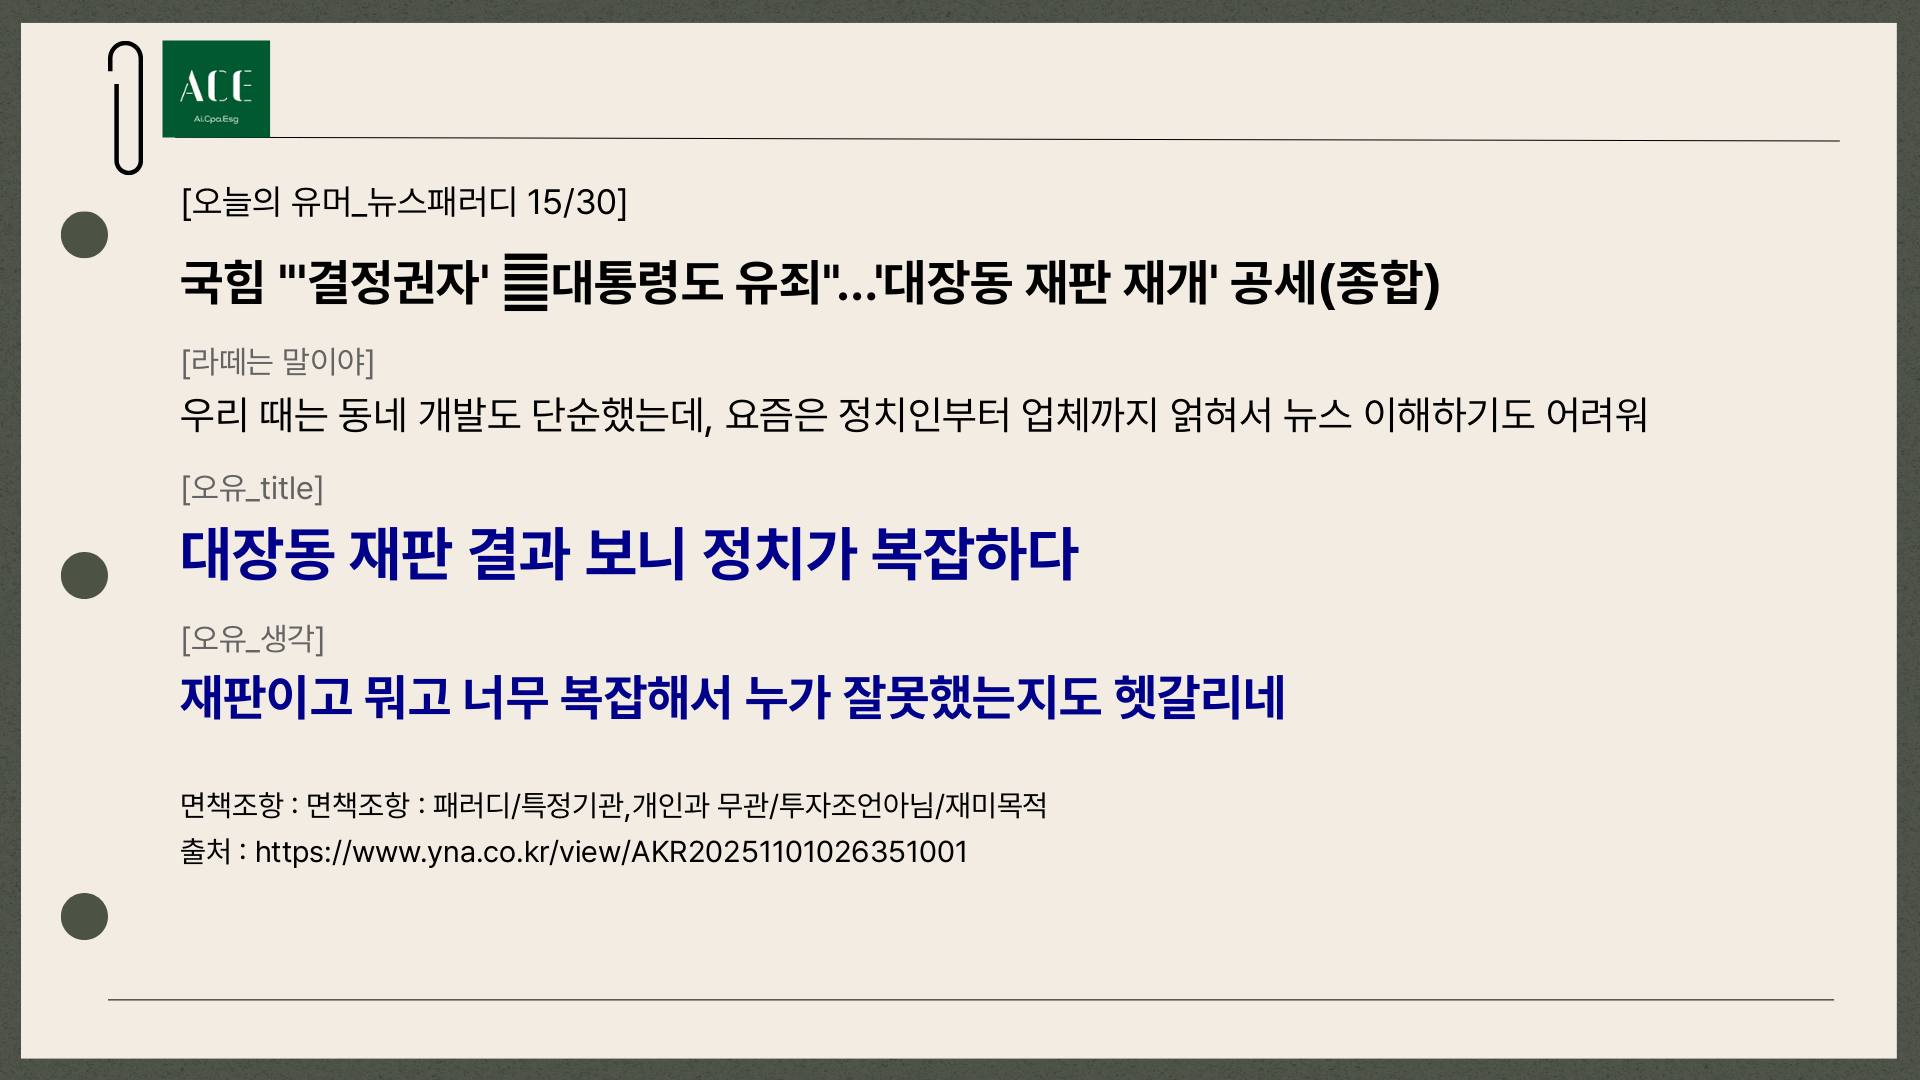 ACE
Ai.Cpa.Esg
[오늘의 유머_뉴스패러디 15/30]
국힘 "'결정권자' 대통령도 유죄"…'대장동 재판 재개' 공세(종합)
[라떼는 말이야]
우리 때는 동네 개발도 단순했는데, 요즘은 정치인부터 업체까지 얽혀서 뉴스 이해하기도 어려워
[오유_title]
대장동 재판 결과 보니 정치가 복잡하다
[오유_생각]
재판이고 뭐고 너무 복잡해서 누가 잘못했는지도 헷갈리네
면책조항 : 면책조항 : 패러디/특정기관,개인과 무관/투자조언아님/재미목적
출처 : https://www.yna.co.kr/view/AKR20251101026351001